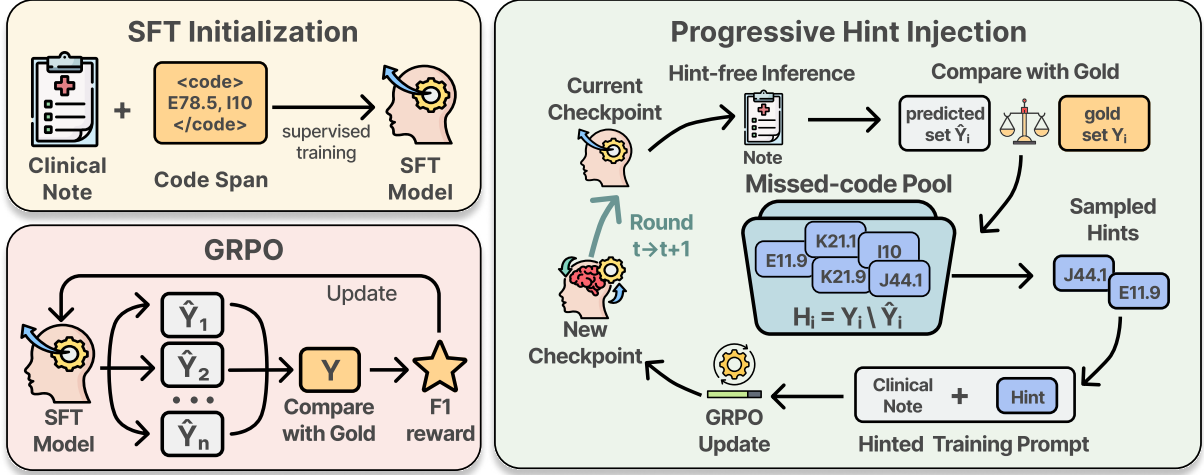 SFT Initialization
Clinical
Note
+
<code>
E78.5, I10
</code>
Code Span
supervised
training
SFT
Model
GRPO
Update
SFT
Model
Ŷ₁
Ŷ₂
• • •
Ŷₙ
Y
Compare
with Gold
F1
reward
Progressive Hint Injection
Current
Checkpoint
Hint-free Inference
Note
Compare with Gold
predicted
set Ŷᵢ
gold
set Yᵢ
Missed-code Pool
E11.9
K21.1
I10
K21.9
J44.1
Hᵢ = Yᵢ \ Ŷᵢ
Sampled
Hints
J44.1
E11.9
Clinical
Note
+
Hint
Hinted Training Prompt
GRPO
Update
New
Checkpoint
Round
t→t+1